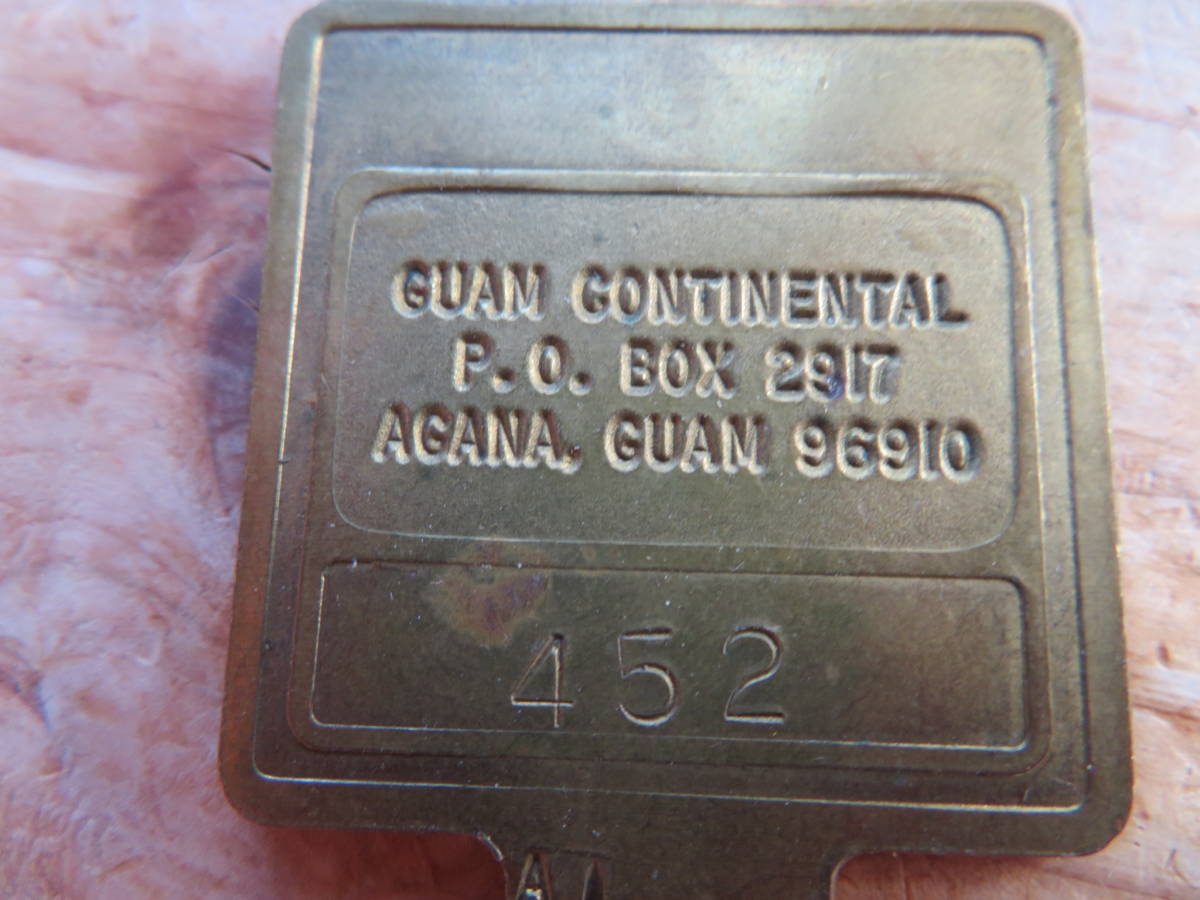 GUAM CONTINENTAL
P.O. BOX 2917
AGANA, GUAM 96910
452